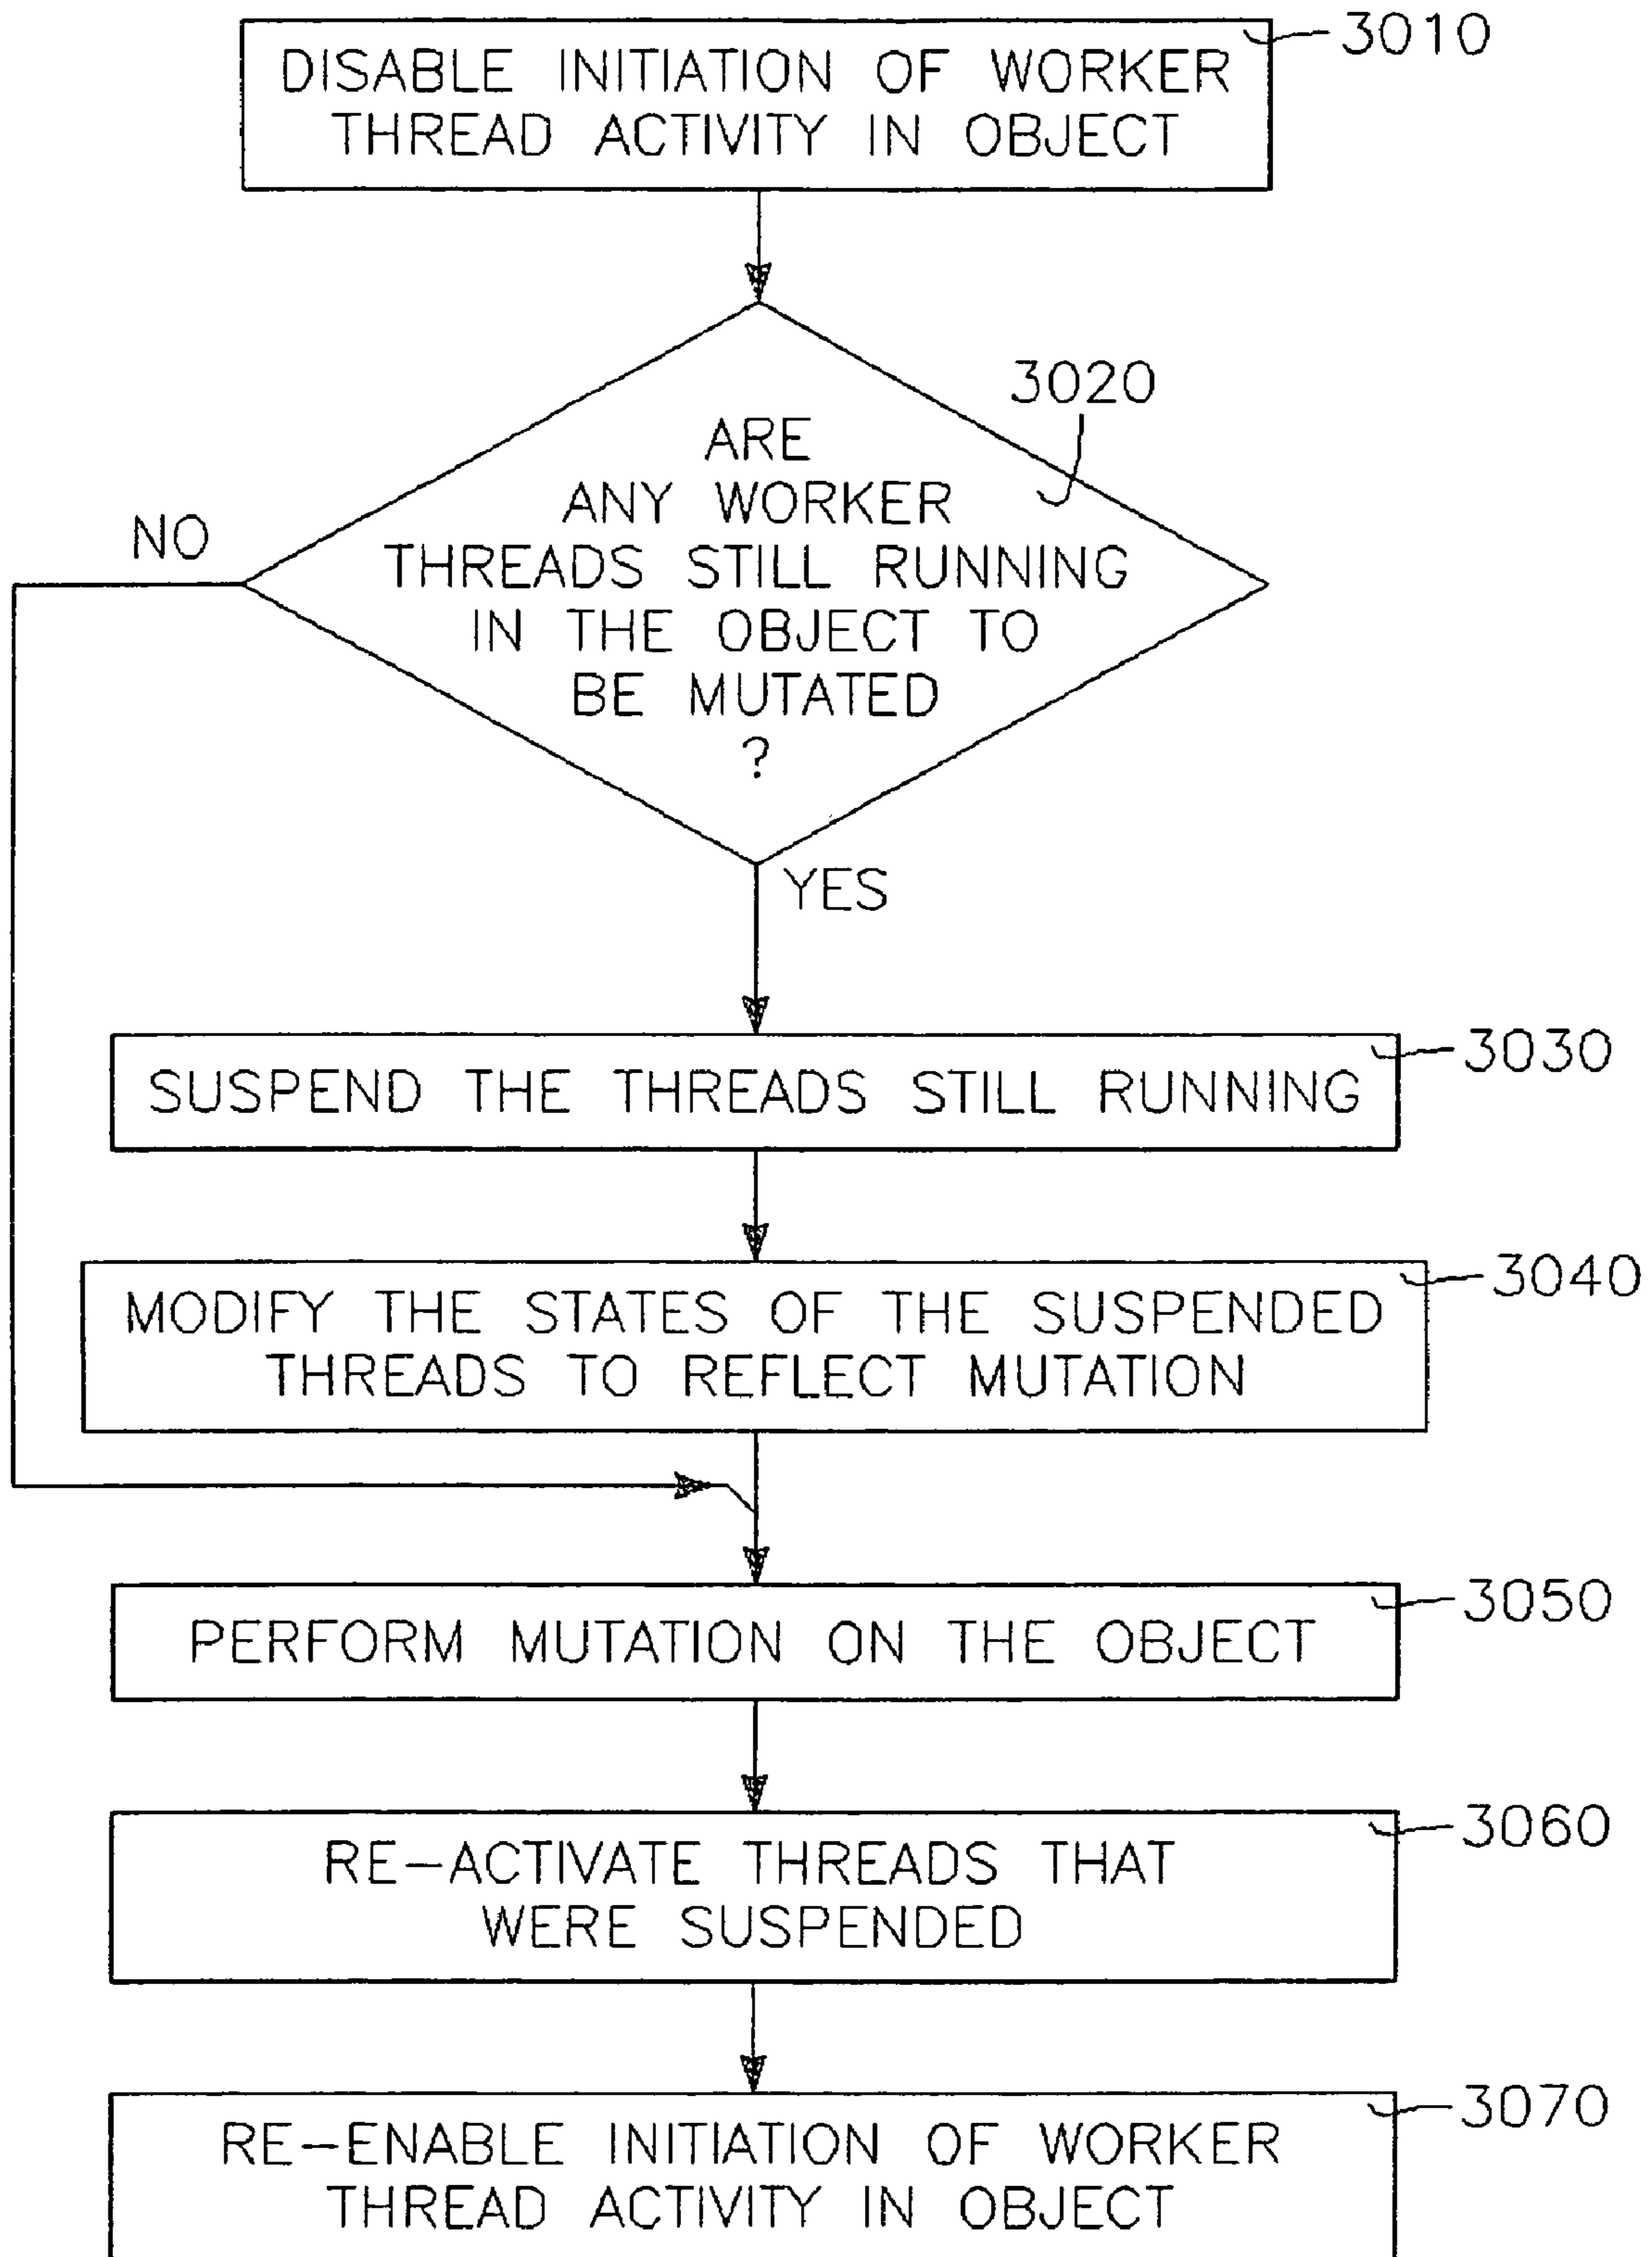 3010
DISABLE INITIATION OF WORKER
THREAD ACTIVITY IN OBJECT
3020
ARE
ANY WORKER
THREADS STILL RUNNING
IN THE OBJECT TO
BE MUTATED
?
NO
YES
3030
SUSPEND THE THREADS STILL RUNNING
3040
MODIFY THE STATES OF THE SUSPENDED
THREADS TO REFLECT MUTATION
3050
PERFORM MUTATION ON THE OBJECT
3060
RE-ACTIVATE THREADS THAT
WERE SUSPENDED
3070
RE-ENABLE INITIATION OF WORKER
THREAD ACTIVITY IN OBJECT